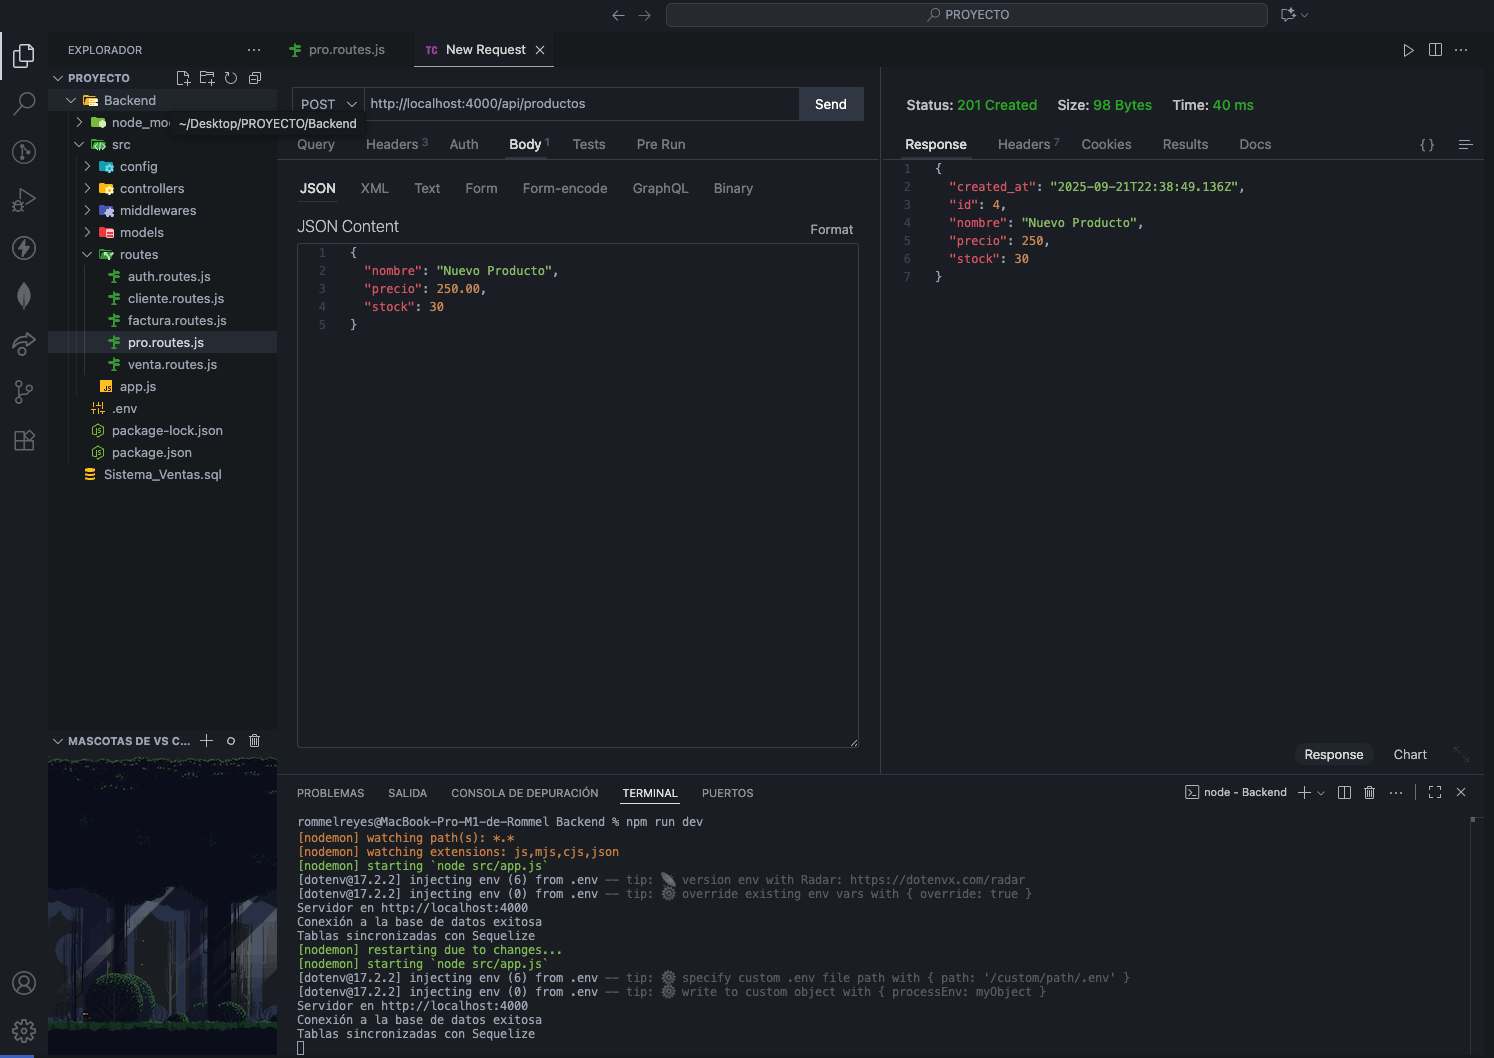 PROYECTO
EXPLORADOR
PROYECTO
Backend
node_mo
~/Desktop/PROYECTO/Backend
src
config
controllers
middlewares
models
routes
auth.routes.js
cliente.routes.js
factura.routes.js
pro.routes.js
venta.routes.js
app.js
.env
package-lock.json
package.json
Sistema_Ventas.sql
MASCOTAS DE VS C...
pro.routes.js
TC New Request
POST http://localhost:4000/api/productos Send
Query Headers 3 Auth Body 1 Tests Pre Run
JSON XML Text Form Form-encode GraphQL Binary
JSON Content
Format
1 {
2 "nombre": "Nuevo Producto",
3 "precio": 250.00,
4 "stock": 30
5 }
Status: 201 Created Size: 98 Bytes Time: 40 ms
Response Headers 7 Cookies Results Docs { }
1 {
2 "created_at": "2025-09-21T22:38:49.136Z",
3 "id": 4,
4 "nombre": "Nuevo Producto",
5 "precio": 250,
6 "stock": 30
7 }
Response Chart
PROBLEMAS SALIDA CONSOLA DE DEPURACIÓN TERMINAL PUERTOS
node - Backend
rommelreyes@MacBook-Pro-M1-de-Rommel Backend % npm run dev
[nodemon] watching path(s): *.*
[nodemon] watching extensions: js,mjs,cjs,json
[nodemon] starting `node src/app.js`
[dotenv@17.2.2] injecting env (6) from .env -- tip: version env with Radar: https://dotenvx.com/radar
[dotenv@17.2.2] injecting env (0) from .env -- tip: ⚙️ override existing env vars with { override: true }
Servidor en http://localhost:4000
Conexión a la base de datos exitosa
Tablas sincronizadas con Sequelize
[nodemon] restarting due to changes...
[nodemon] starting `node src/app.js`
[dotenv@17.2.2] injecting env (6) from .env -- tip: ⚙️ specify custom .env file path with { path: '/custom/path/.env' }
[dotenv@17.2.2] injecting env (0) from .env -- tip: ⚙️ write to custom object with { processEnv: myObject }
Servidor en http://localhost:4000
Conexión a la base de datos exitosa
Tablas sincronizadas con Sequelize